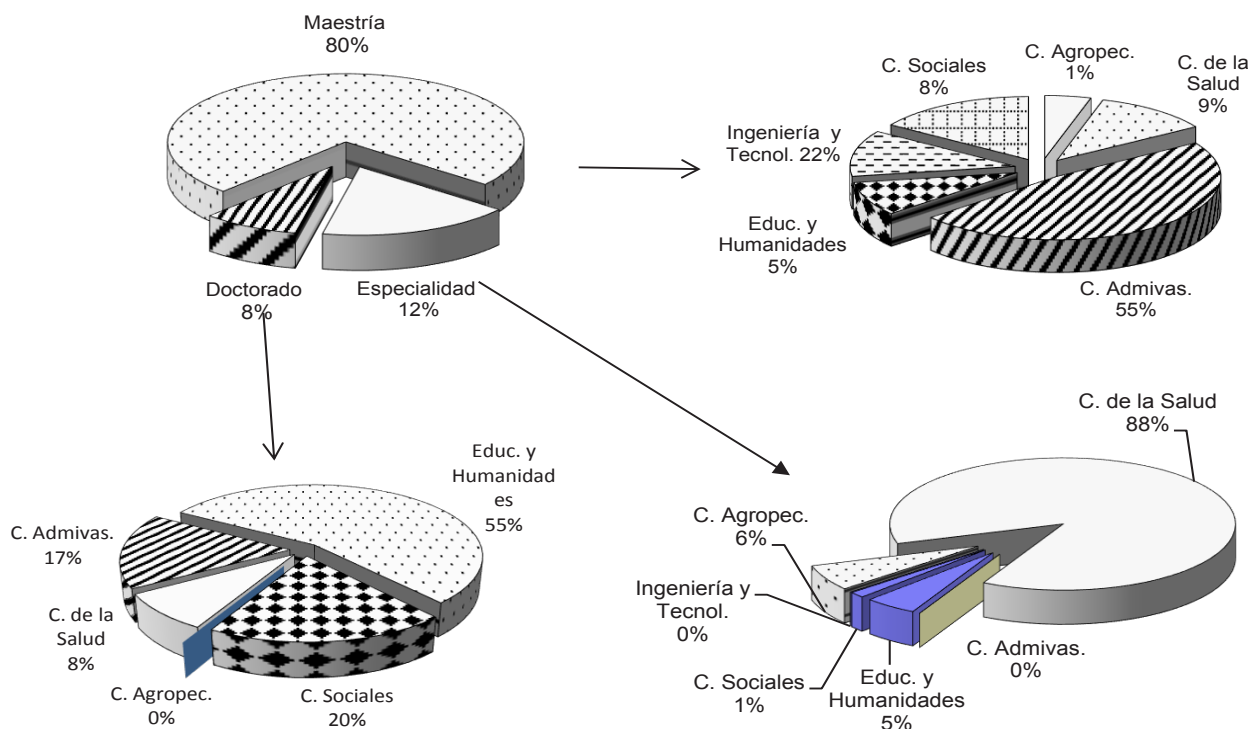 Maestría
80%
Doctorado
8%
Especialidad
12%
C. Sociales
8%
C. Agropec.
1%
C. de la
Salud
9%
Ingeniería y
Tecnol. 22%
Educ. y
Humanidades
5%
C. Admivas.
55%
Educ. y
Humanidad
es
55%
C. Admivas.
17%
C. de la
Salud
8%
C. Agropec.
0%
C. Sociales
20%
C. de la Salud
88%
C. Agropec.
6%
Ingeniería y
Tecnol.
0%
C. Sociales
1%
Educ. y
Humanidades
5%
C. Admivas.
0%